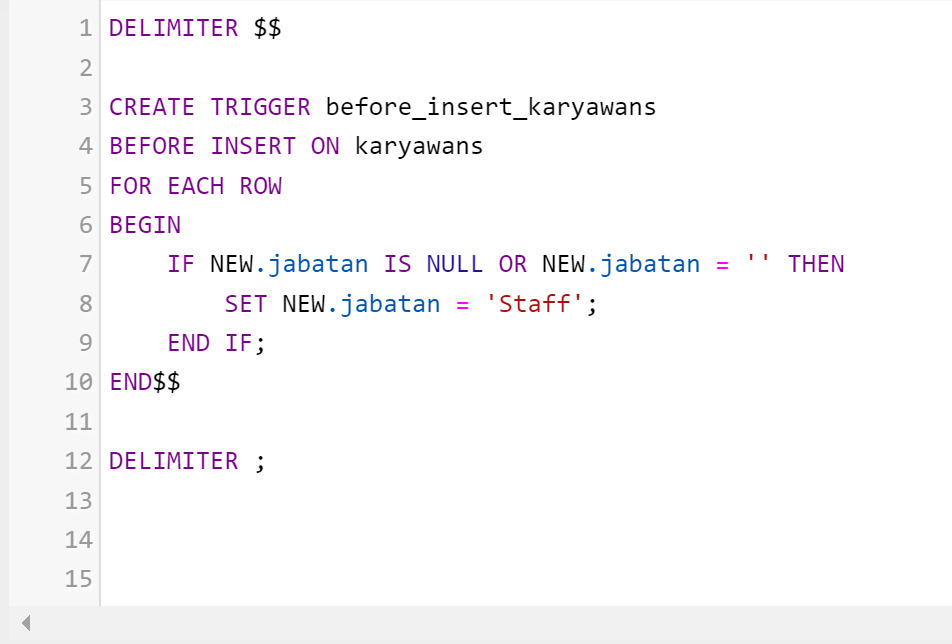 1 DELIMITER $$
2
3 CREATE TRIGGER before_insert_karyawans
4 BEFORE INSERT ON karyawans
5 FOR EACH ROW
6 BEGIN
7     IF NEW.jabatan IS NULL OR NEW.jabatan = '' THEN
8         SET NEW.jabatan = 'Staff';
9     END IF;
10 END$$
11
12 DELIMITER ;
13
14
15